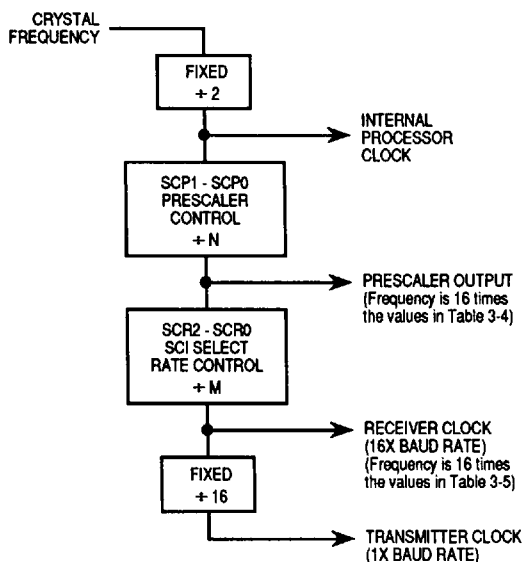 CRYSTAL
FREQUENCY
FIXED
÷ 2
INTERNAL
PROCESSOR
CLOCK
SCP1 - SCP0
PRESCALER
CONTROL
÷ N
PRESCALER OUTPUT
(Frequency is 16 times
the values in Table 3-4)
SCR2 - SCR0
SCI SELECT
RATE CONTROL
÷ M
RECEIVER CLOCK
(16X BAUD RATE)
(Frequency is 16 times
the values in Table 3-5)
FIXED
÷ 16
TRANSMITTER CLOCK
(1X BAUD RATE)